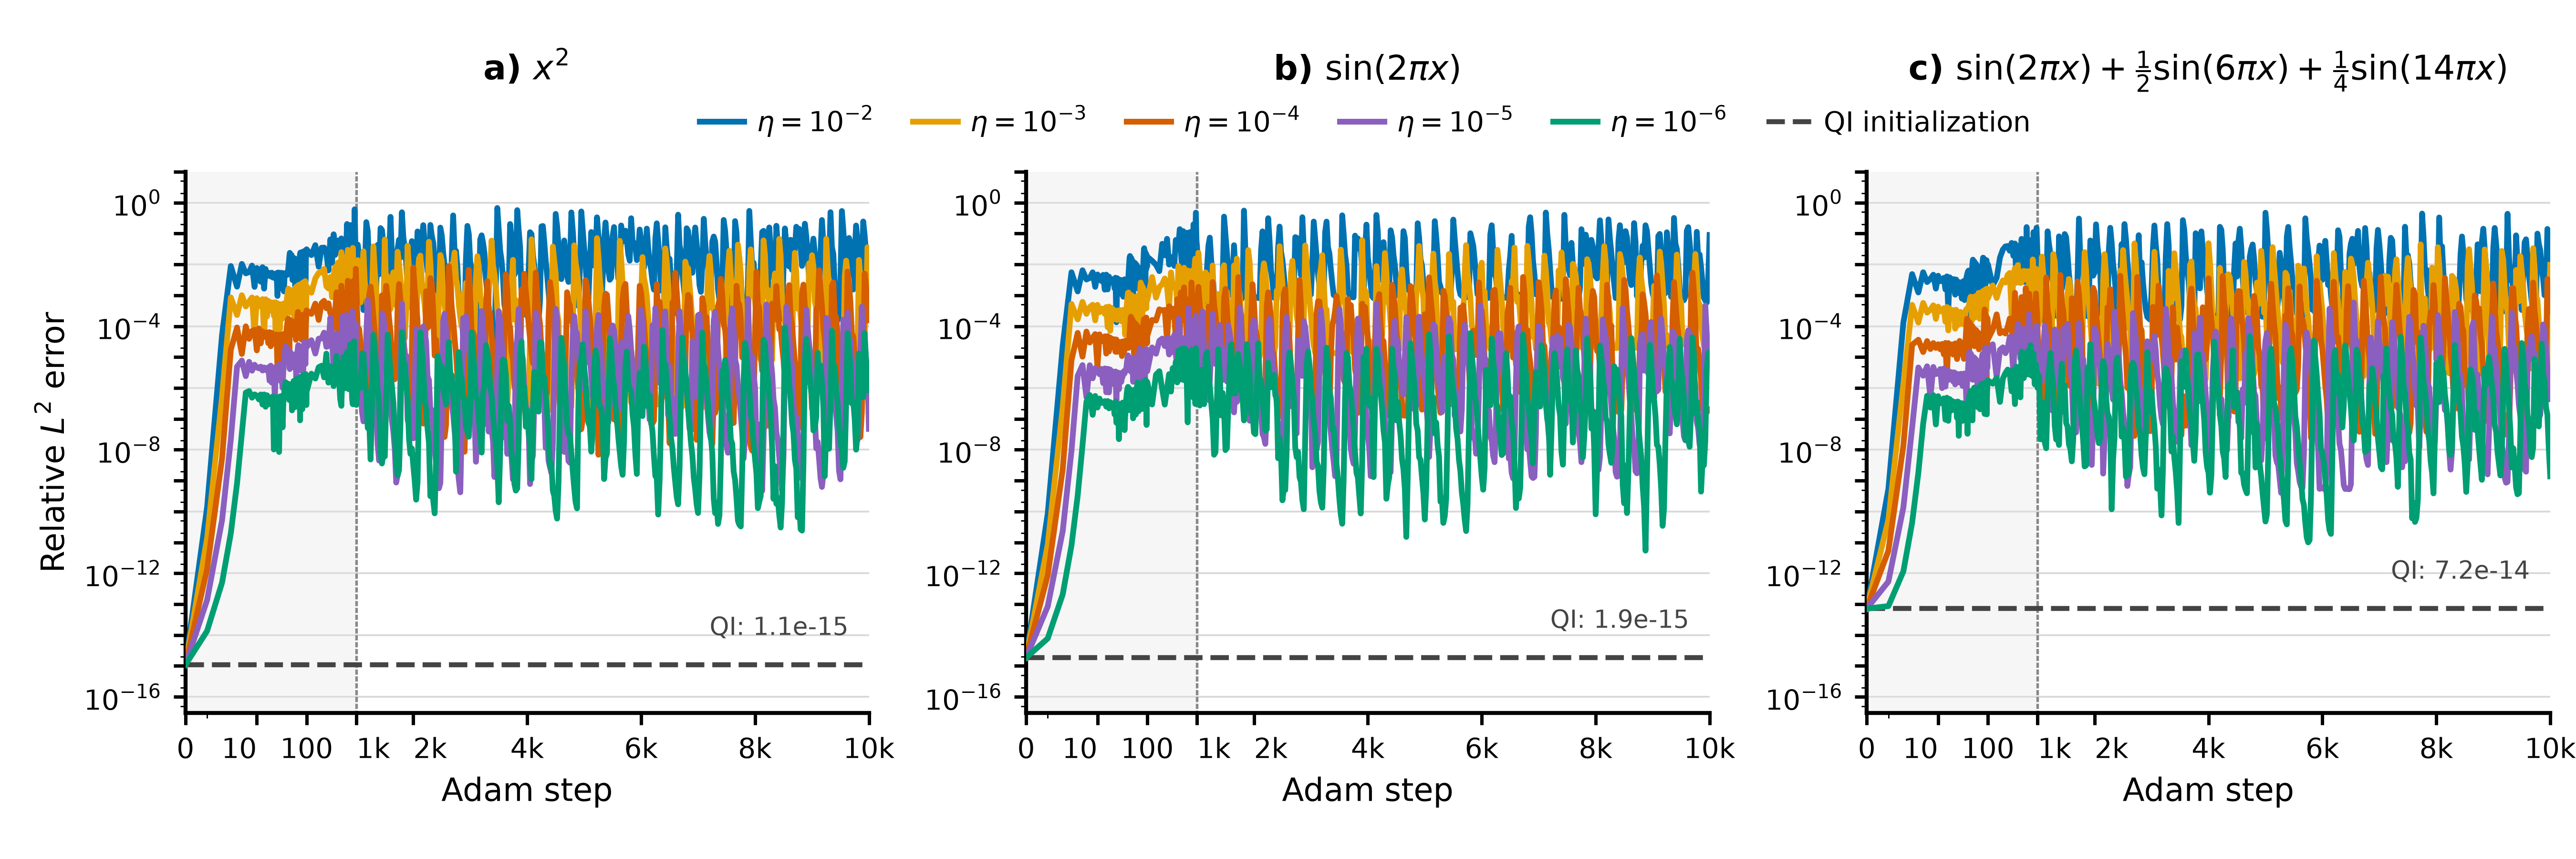 a) x²
b) sin(2πx)
c) sin(2πx) + ½sin(6πx) + ¼sin(14πx)
η = 10⁻² η = 10⁻³ η = 10⁻⁴ η = 10⁻⁵ η = 10⁻⁶ QI initialization
Relative L² error
10⁰
10⁻⁴
10⁻⁸
10⁻¹²
10⁻¹⁶
QI: 1.1e-15
0 10 100 1k 2k 4k 6k 8k 10k
Adam step
10⁰
10⁻⁴
10⁻⁸
10⁻¹²
10⁻¹⁶
QI: 1.9e-15
0 10 100 1k 2k 4k 6k 8k 10k
Adam step
10⁰
10⁻⁴
10⁻⁸
10⁻¹²
10⁻¹⁶
QI: 7.2e-14
0 10 100 1k 2k 4k 6k 8k 10k
Adam step